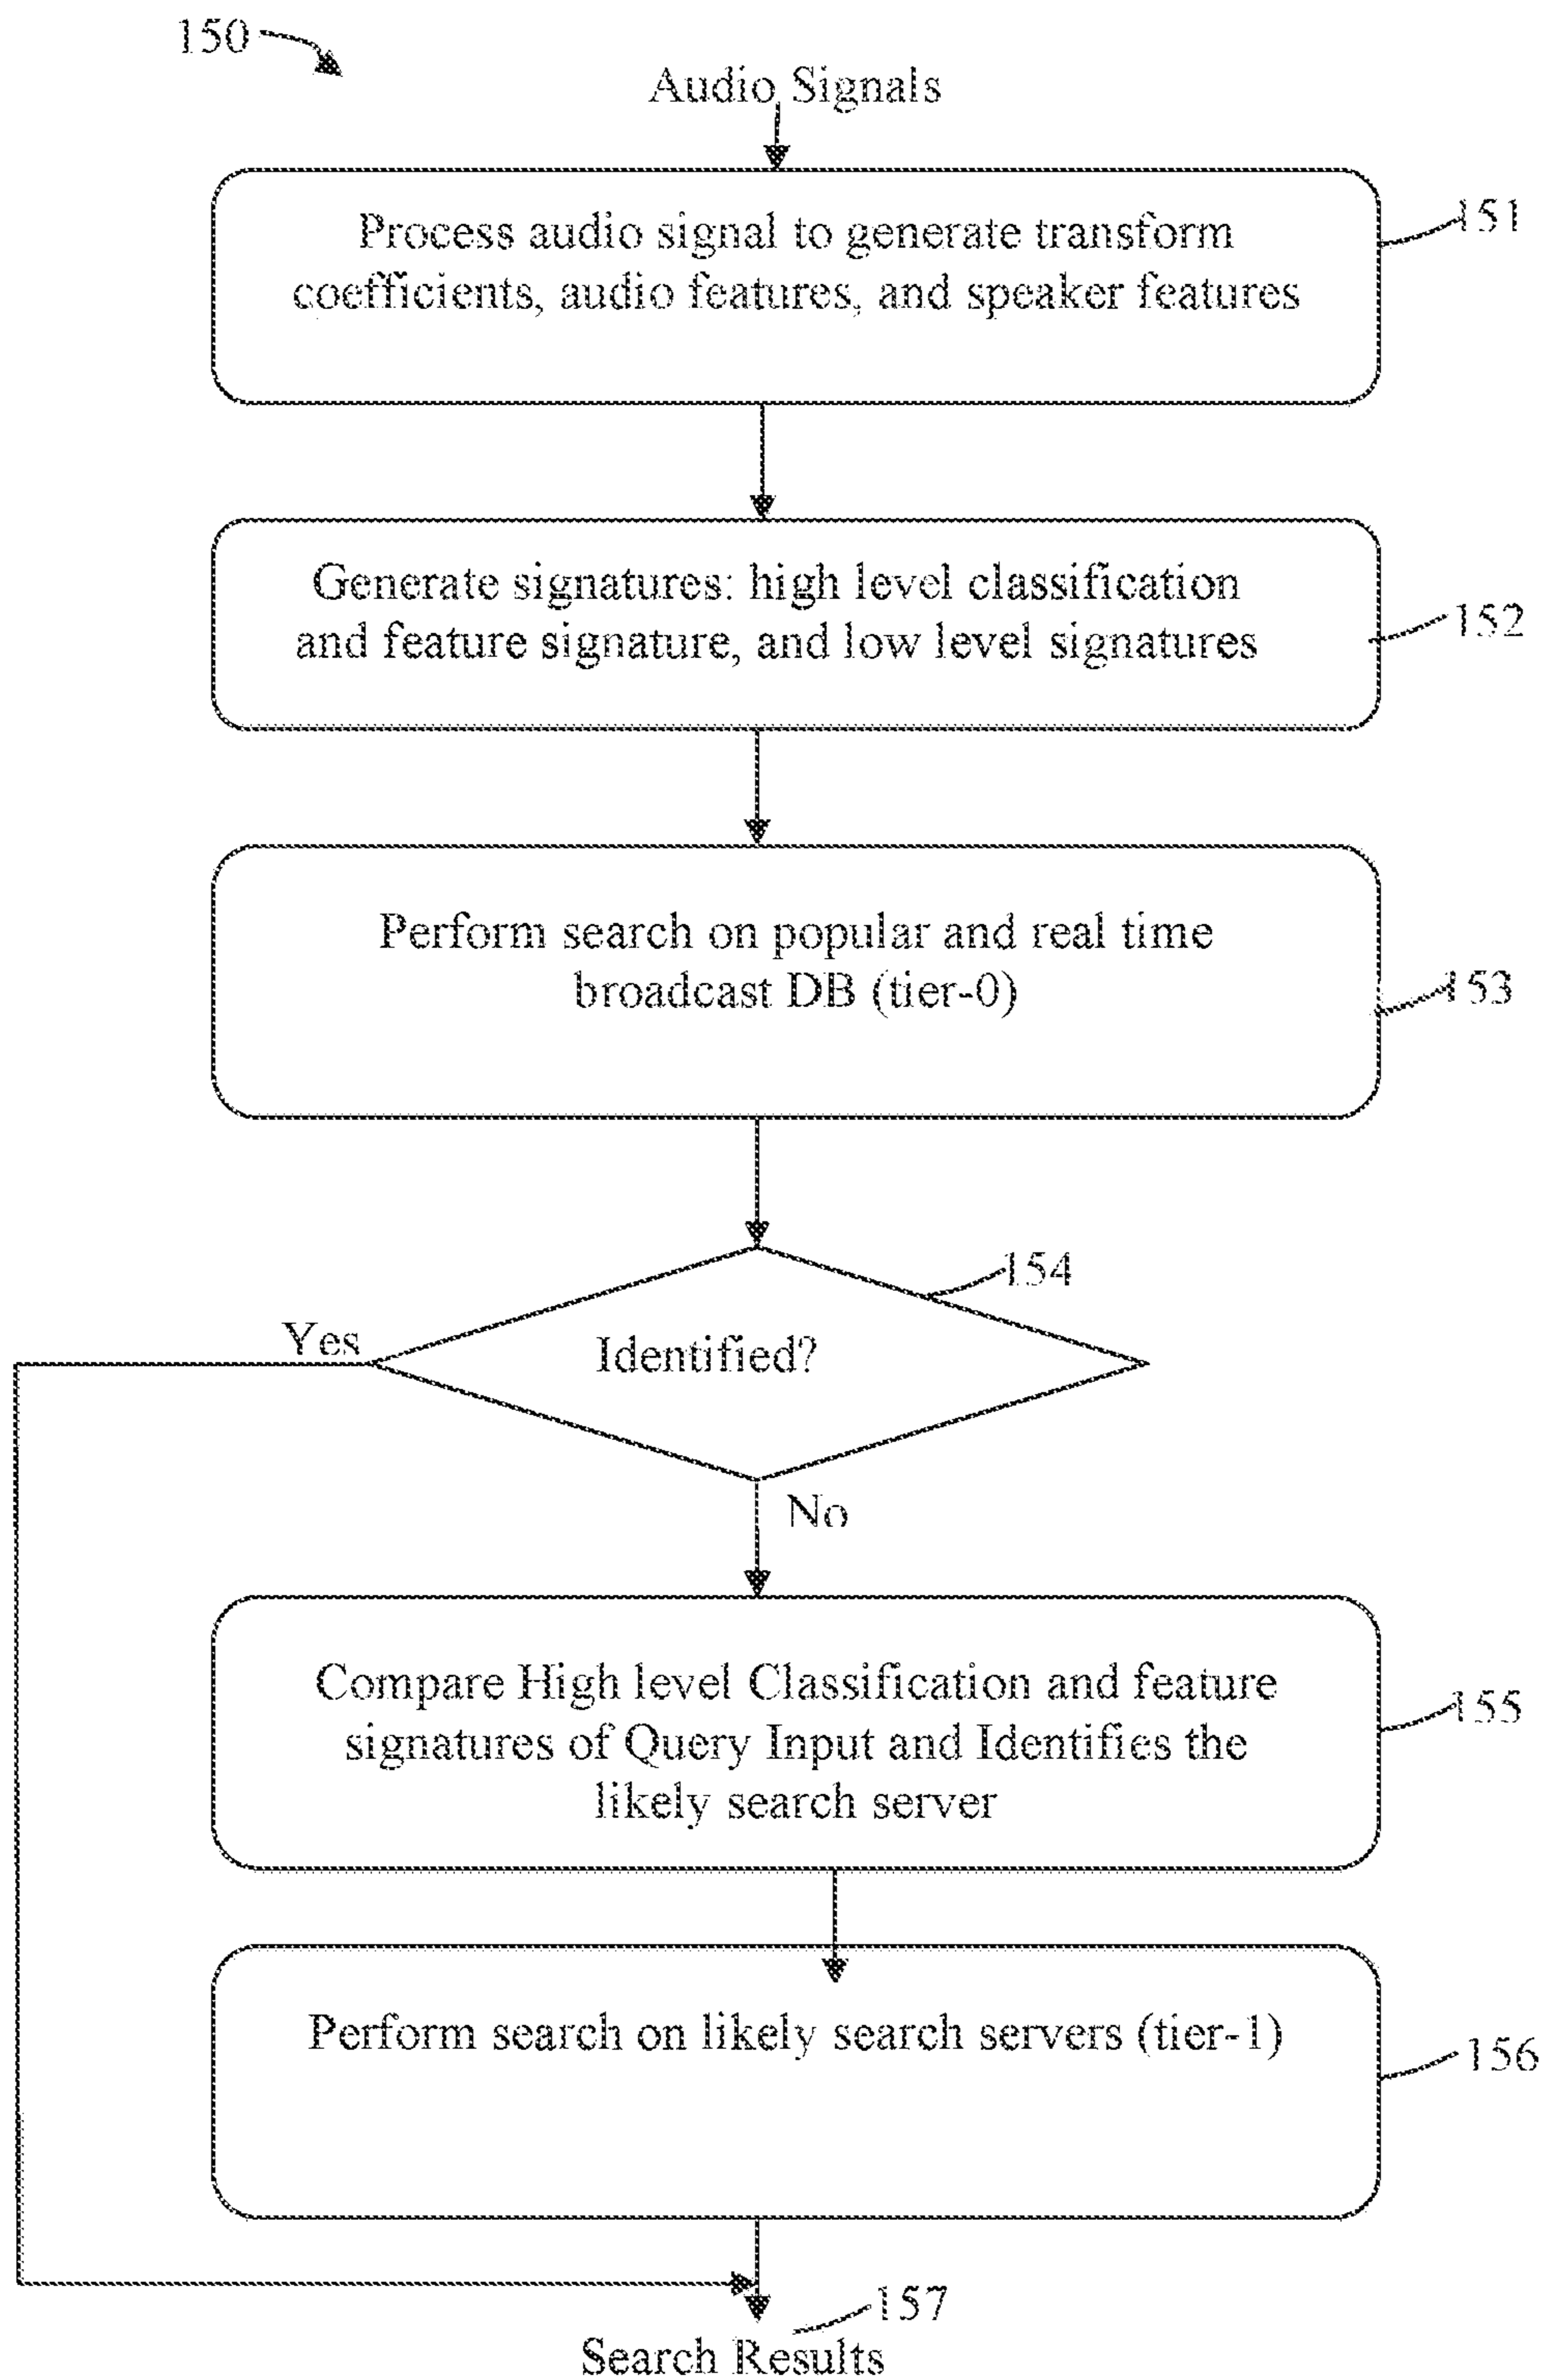 150
Audio Signals
Process audio signal to generate transform
coefficients, audio features, and speaker features
151
Generate signatures: high level classification
and feature signature, and low level signatures
152
Perform search on popular and real time
broadcast DB (tier-0)
153
154
Yes
Identified?
No
Compare High level Classification and feature
signatures of Query Input and Identifies the
likely search server
155
Perform search on likely search servers (tier-1)
156
157
Search Results